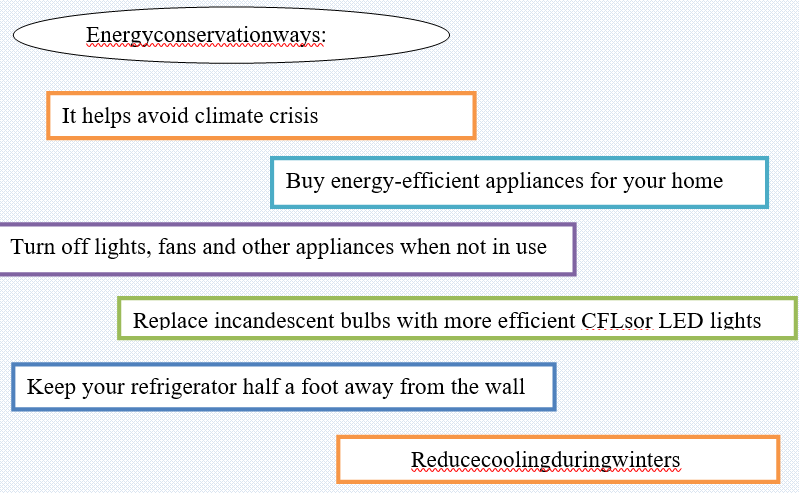 Energyconservationways:
It helps avoid climate crisis
Buy energy-efficient appliances for your home
Turn off lights, fans and other appliances when not in use
Replace incandescent bulbs with more efficient CFLsor LED lights
Keep your refrigerator half a foot away from the wall
Reducecoolingduringwinters